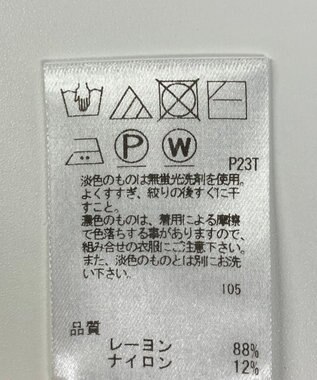 P W P23T
淡色のものは無蛍光洗剤を使用。
よくすすぎ、絞りの後すぐに干
すこと。
濃色のものは、着用による摩擦
で色落ちする事がありますので、
組み合せの衣服にご注意下さい。
また、淡色のものとは別にお洗
い下さい。
105
品質
レーヨン 88%
ナイロン 12%